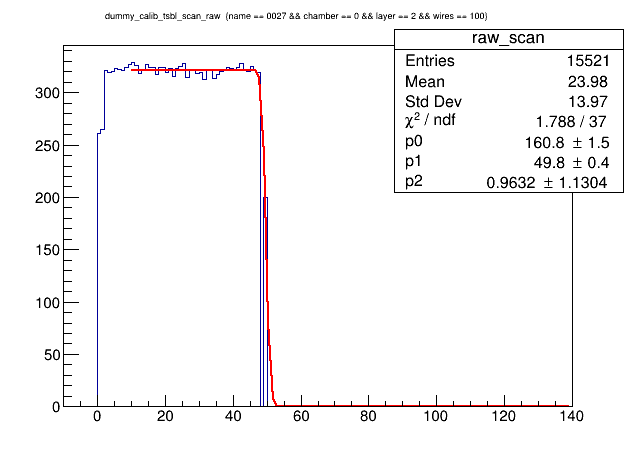 dummy_calib_tsbl_scan_raw (name == 0027 && chamber == 0 && layer == 2 && wires == 100)
raw_scan
Entries 15521
Mean 23.98
Std Dev 13.97
χ² / ndf 1.788 / 37
p0 160.8 ± 1.5
p1 49.8 ± 0.4
p2 0.9632 ± 1.1304
300
250
200
150
100
50
0
0 20 40 60 80 100 120 140